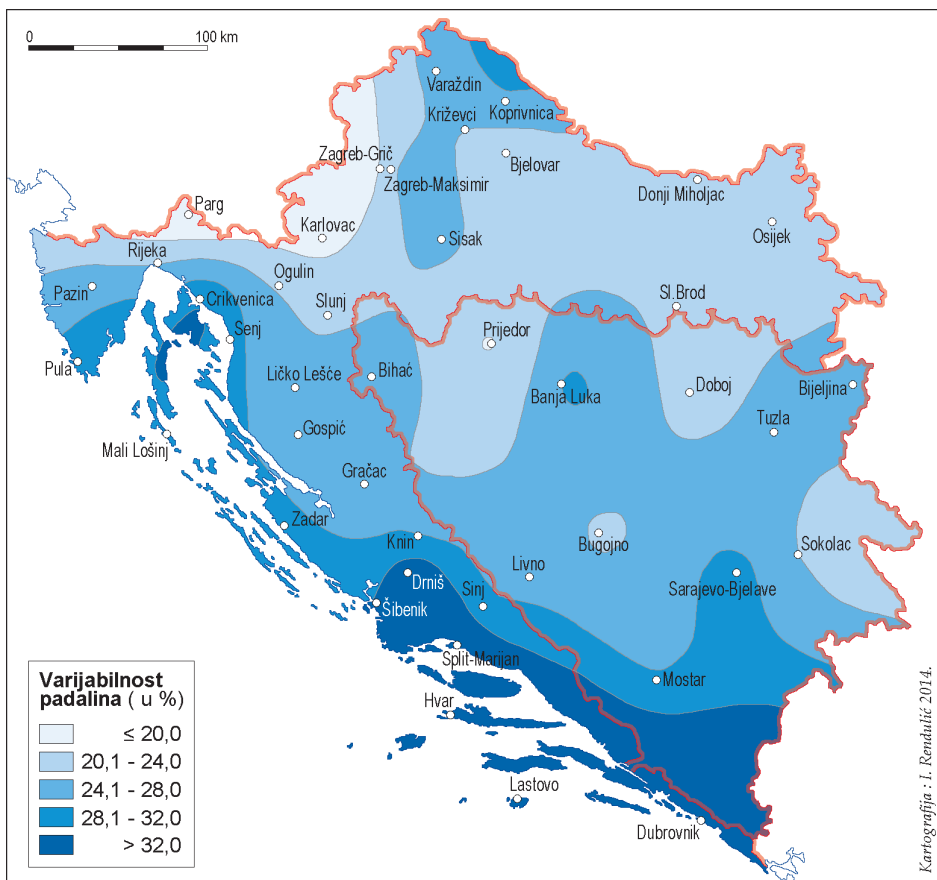 0 100 km
Varaždin
Križevci
Koprivnica
Zagreb-Grič
Zagreb-Maksimir
Bjelovar
Donji Miholjac
Parg
Karlovac
Sisak
Osijek
Rijeka
Ogulin
Pazin
Crikvenica
Slunj
Sl.Brod
Senj
Prijedor
Pula
Ličko Lešće
Bihać
Banja Luka
Doboj
Bijeljina
Tuzla
Mali Lošinj
Gospić
Gračac
Zadar
Knin
Bugojno
Sokolac
Drniš
Livno
Sinj
Sarajevo-Bjelave
Šibenik
Split-Marijan
Mostar
Hvar
Lastovo
Dubrovnik
Varijabilnost
padalina ( u %)
≤ 20,0
20,1 - 24,0
24,1 - 28,0
28,1 - 32,0
> 32,0
Kartografija : I. Rendulić 2014.